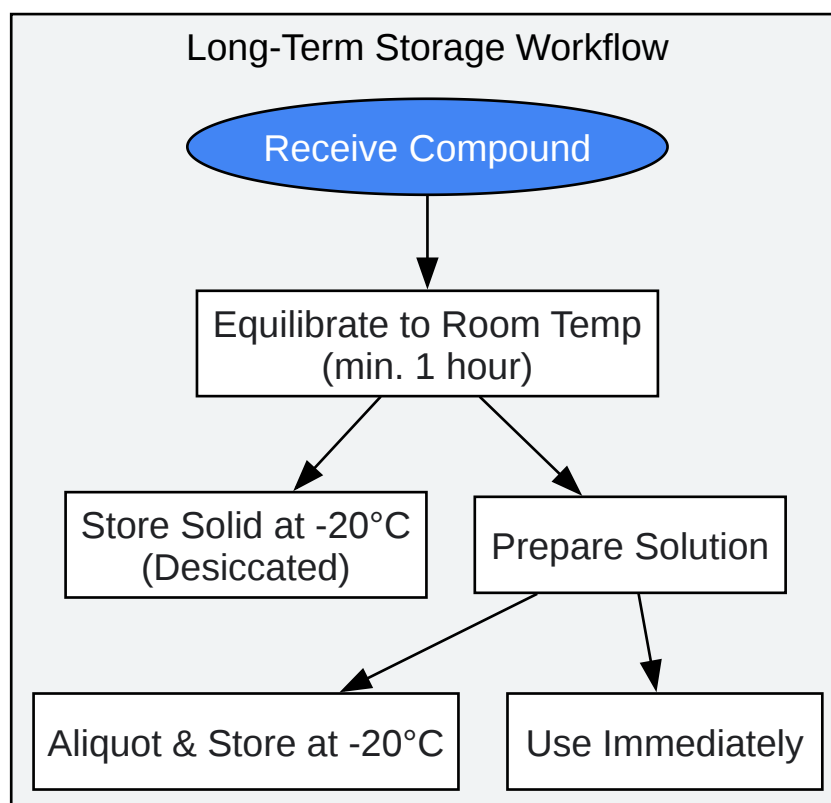 Long-Term Storage Workflow
Receive Compound
Equilibrate to Room Temp
(min. 1 hour)
Store Solid at -20°C
(Desiccated)
Prepare Solution
Aliquot & Store at -20°C
Use Immediately